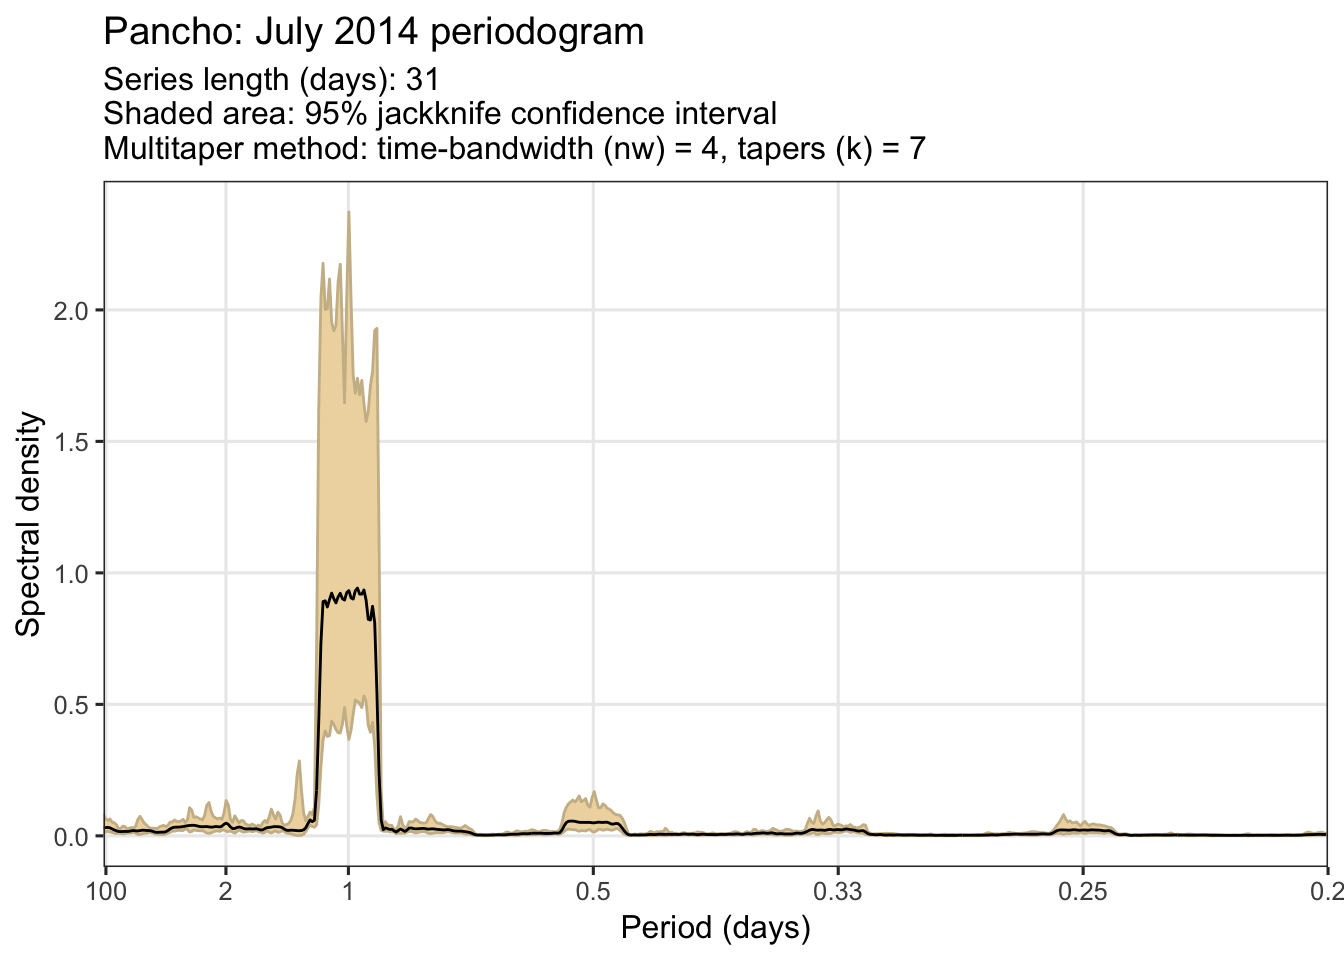 Pancho: July 2014 periodogram
Series length (days): 31
Shaded area: 95% jackknife confidence interval
Multitaper method: time-bandwidth (nw) = 4, tapers (k) = 7
Spectral density
2.0
1.5
1.0
0.5
0.0
100 2 1 0.5 0.33 0.25 0.2
Period (days)